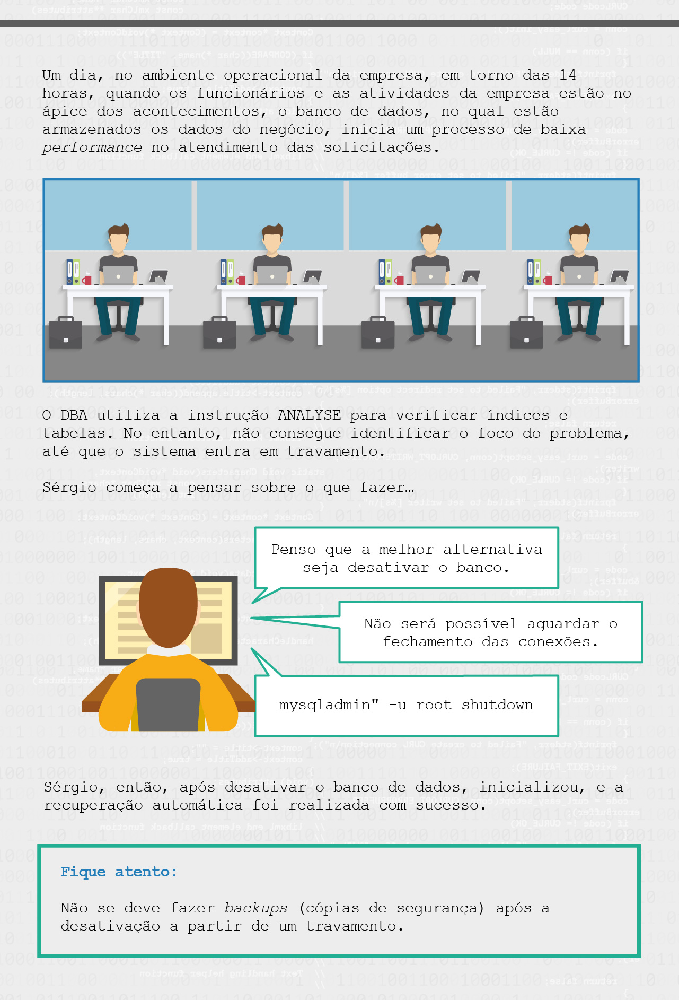 Um dia, no ambiente operacional da empresa, em torno das 14
horas, quando os funcionários e as atividades da empresa estão no
ápice dos acontecimentos, o banco de dados, no qual estão
armazenados os dados do negócio, inicia um processo de baixa
performance no atendimento das solicitações.
O DBA utiliza a instrução ANALYSE para verificar índices e
tabelas. No entanto, não consegue identificar o foco do problema,
até que o sistema entra em travamento.
Sérgio começa a pensar sobre o que fazer…
Penso que a melhor alternativa
seja desativar o banco.
Não será possível aguardar o
fechamento das conexões.
mysqladmin" -u root shutdown
Sérgio, então, após desativar o banco de dados, inicializou, e a
recuperação automática foi realizada com sucesso.
Fique atento:
Não se deve fazer backups (cópias de segurança) após a
desativação a partir de um travamento.